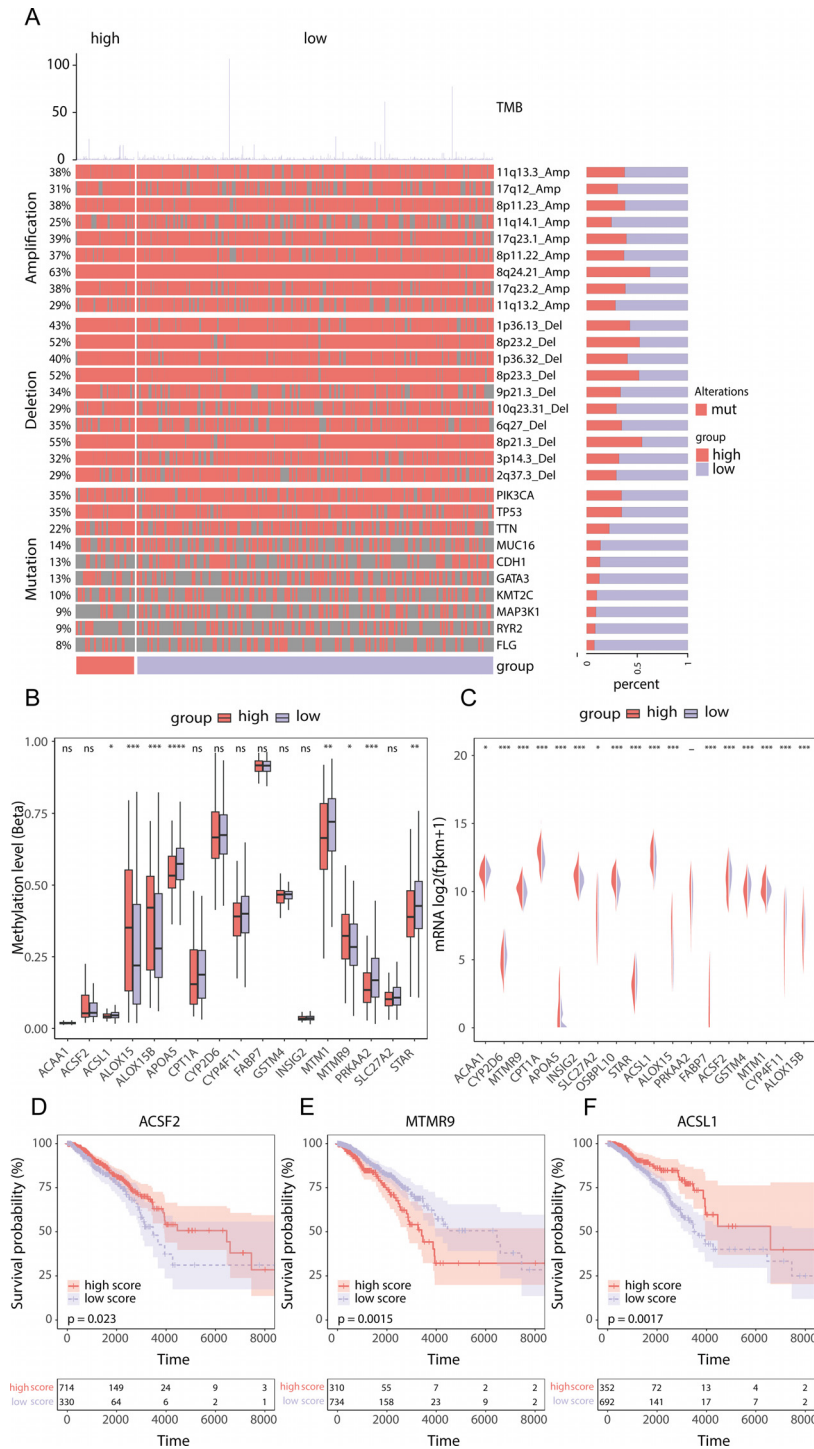 A
high low
100
50
0
TMB
Amplification
38% 11q13.3_Amp
31% 17q12_Amp
38% 8p11.23_Amp
25% 11q14.1_Amp
39% 17q23.1_Amp
37% 8p11.22_Amp
63% 8q24.21_Amp
38% 17q23.2_Amp
29% 11q13.2_Amp
Deletion
43% 1p36.13_Del
52% 8p23.2_Del
40% 1p36.32_Del
52% 8p23.3_Del
34% 9p21.3_Del
29% 10q23.31_Del
35% 6q27_Del
55% 8p21.3_Del
32% 3p14.3_Del
29% 2q37.3_Del
Mutation
35% PIK3CA
35% TP53
22% TTN
14% MUC16
13% CDH1
13% GATA3
10% KMT2C
9% MAP3K1
9% RYR2
8% FLG
group
0 0.5 1
percent
Alterations
mut
group
high
low
B
group high low
ns ns * *** *** **** ns ns ns ns ns ns ** * *** ns **
Methylation level (Beta)
1.00
0.75
0.50
0.25
0.00
ACAA1 ACSF2 ACSL1 ALOX15 ALOX15B APOA5 CPT1A CYP2D6 CYP4F11 FABP7 GSTM4 INSIG2 MTM1 MTMR9 PRKAA2 SLC27A2 STAR
C
group high low
* *** *** *** *** *** * *** *** *** *** – *** *** *** *** *** ***
mRNA log2(fpkm+1)
20
15
10
5
0
ACAA1 CYP2D6 MTMR9 CPT1A APOA5 INSIG2 SLC27A2 OSBPL10 STAR ACSL1 ALOX15 PRKAA2 FABP7 ACSF2 GSTM4 MTM1 CYP4F11 ALOX15B
D
ACSF2
Survival probability (%)
100
75
50
25
0
high score
low score
p = 0.023
0 2000 4000 6000 8000
Time
high score 714 149 24 9 3
low score 330 64 6 2 1
0 2000 4000 6000 8000
Time
E
MTMR9
Survival probability (%)
100
75
50
25
0
high score
low score
p = 0.0015
0 2000 4000 6000 8000
Time
high score 310 55 7 2 2
low score 734 158 23 9 2
0 2000 4000 6000 8000
Time
F
ACSL1
Survival probability (%)
100
75
50
25
0
high score
low score
p = 0.0017
0 2000 4000 6000 8000
Time
high score 352 72 13 4 2
low score 692 141 17 7 2
0 2000 4000 6000 8000
Time